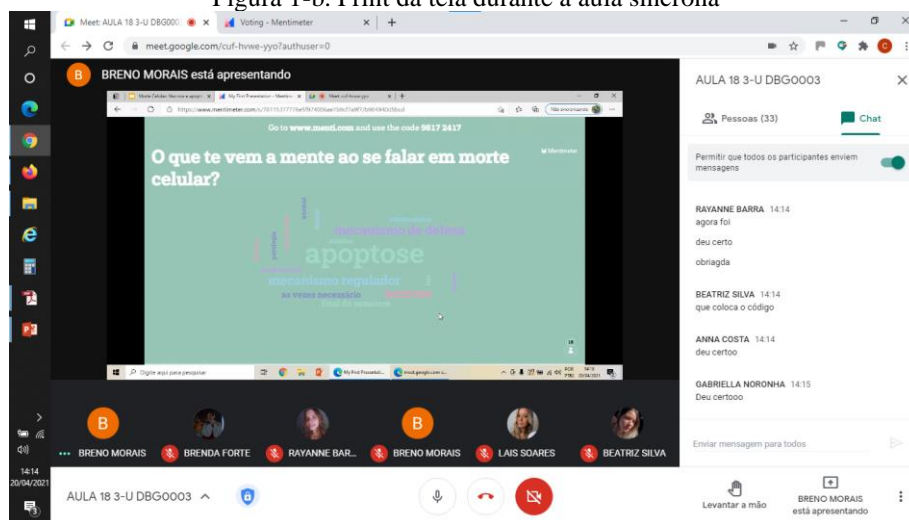 Figura 1-b. Print da tela durante a aula síncrona
Meet: AULA 18 3-U DBG000
Voting - Mentimeter
meet.google.com/cuf-hvwe-yyo?authuser=0
BRENO MORAIS está apresentando
Go to www.menti.com and use the code 9817 2417
Mentimeter
O que te vem a mente ao se falar em morte
celular?
mecanismo de defesa
apoptose
mecanismo regulador
as vezes necessário
Digite aqui para pesquisar
B
BRENO MORAIS
BRENDA FORTE
RAYANNE BAR...
B
BRENO MORAIS
LAIS SOARES
BEATRIZ SILVA
AULA 18 3-U DBG0003
AULA 18 3-U DBG0003
Pessoas (33)
Chat
Permitir que todos os participantes enviem
mensagens
RAYANNE BARRA 14:14
agora foi
deu certo
obriagda
BEATRIZ SILVA 14:14
que coloca o código
ANNA COSTA 14:14
deu certoo
GABRIELLA NORONHA 14:15
Deu certooo
Enviar mensagem para todos
Levantar a mão
BRENO MORAIS
está apresentando
14:14
20/04/2021